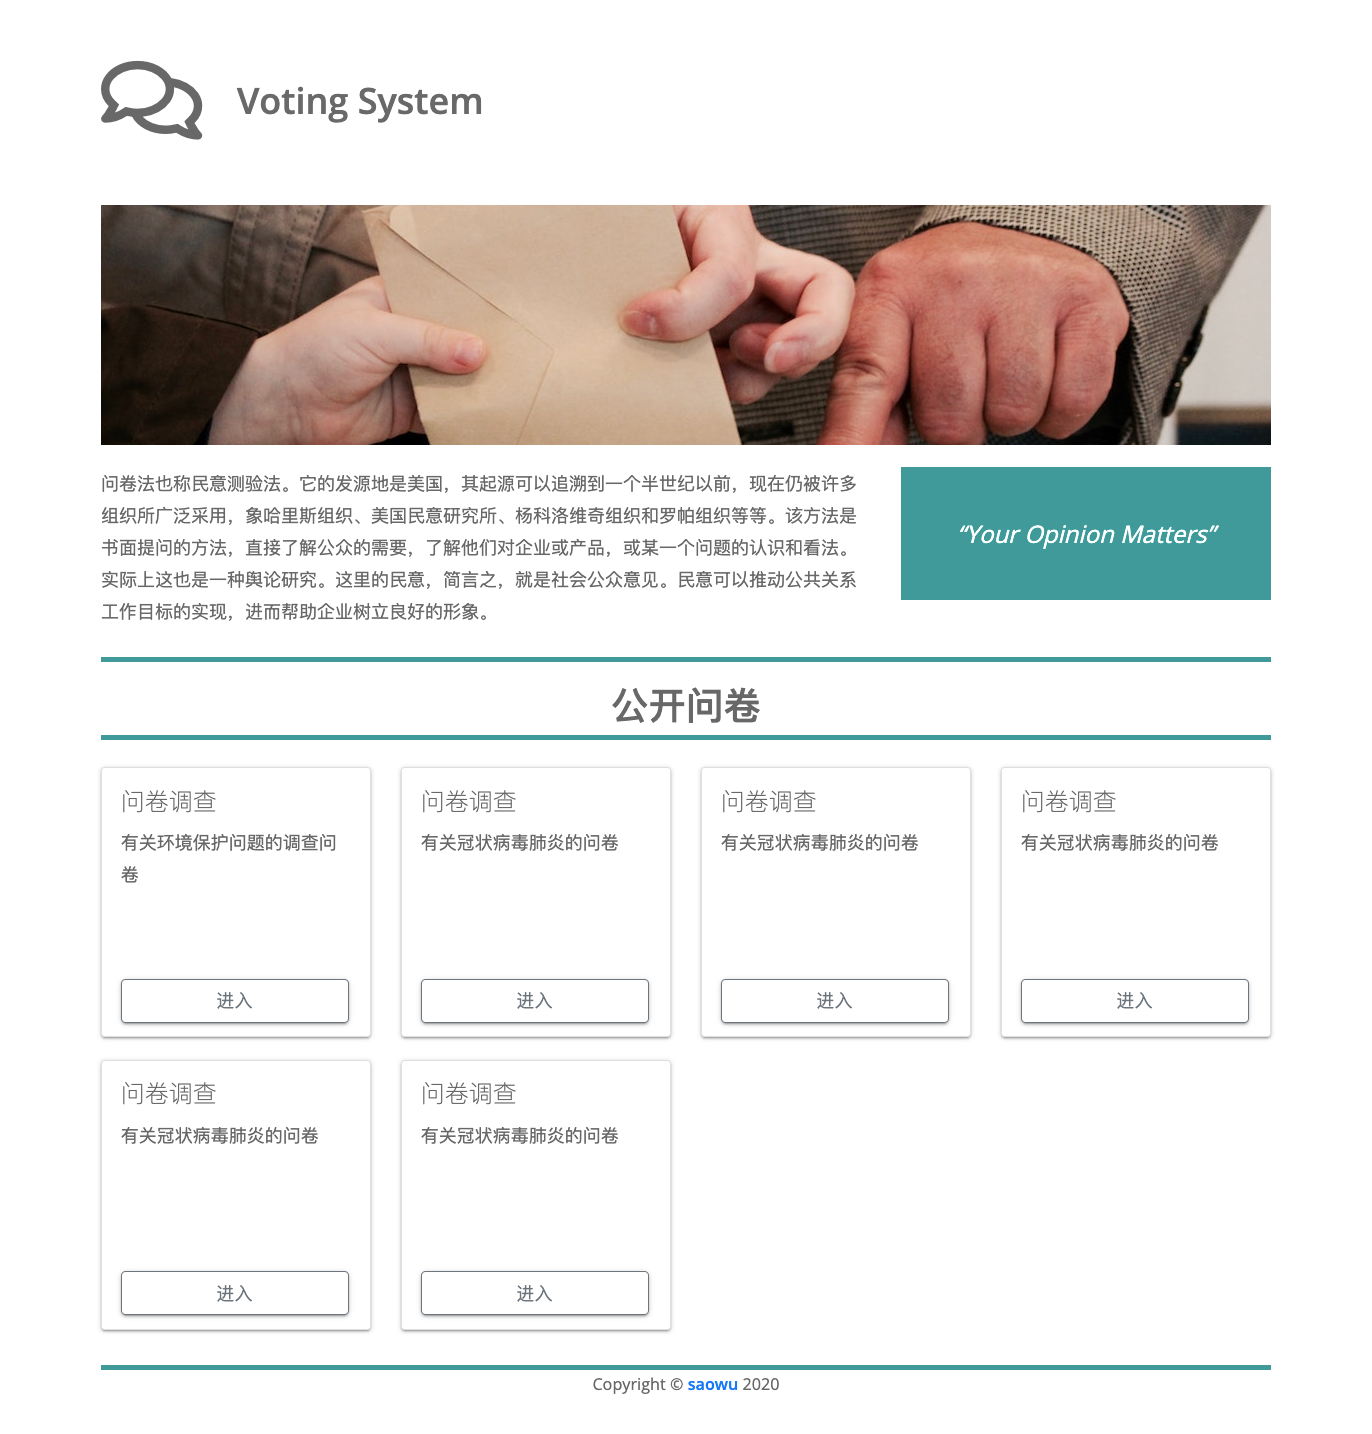 Voting System
问卷法也称民意测验法。它的发源地是美国，其起源可以追溯到一个半世纪以前，现在仍被许多
组织所广泛采用，象哈里斯组织、美国民意研究所、杨科洛维奇组织和罗帕组织等等。该方法是
书面提问的方法，直接了解公众的需要，了解他们对企业或产品，或某一个问题的认识和看法。
实际上这也是一种舆论研究。这里的民意，简言之，就是社会公众意见。民意可以推动公共关系
工作目标的实现，进而帮助企业树立良好的形象。
“Your Opinion Matters”
公开问卷
问卷调查
有关环境保护问题的调查问
卷
进入
问卷调查
有关冠状病毒肺炎的问卷
进入
问卷调查
有关冠状病毒肺炎的问卷
进入
问卷调查
有关冠状病毒肺炎的问卷
进入
问卷调查
有关冠状病毒肺炎的问卷
进入
问卷调查
有关冠状病毒肺炎的问卷
进入
Copyright © saowu 2020